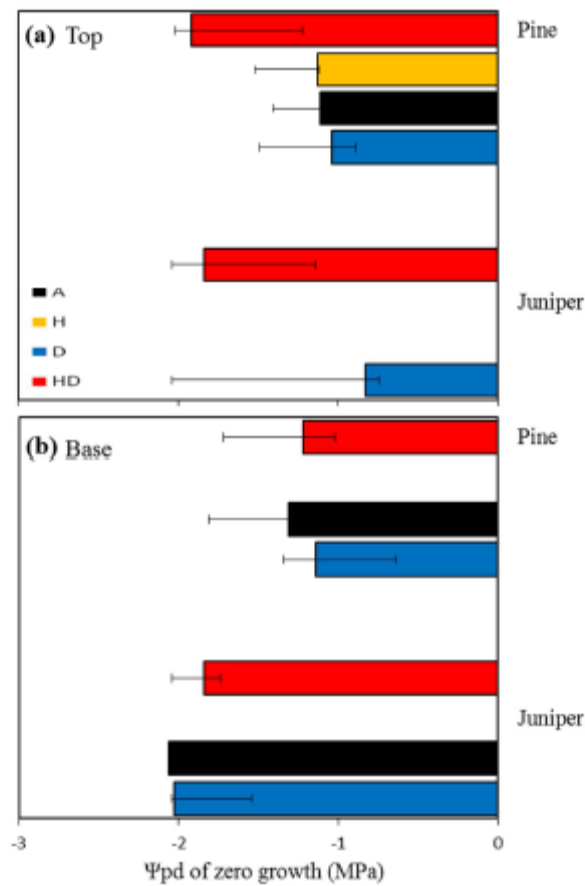 (a) Top
Pine
A
H
D
HD
Juniper
(b) Base
Pine
Juniper
-3 -2 -1 0
Ψpd of zero growth (MPa)